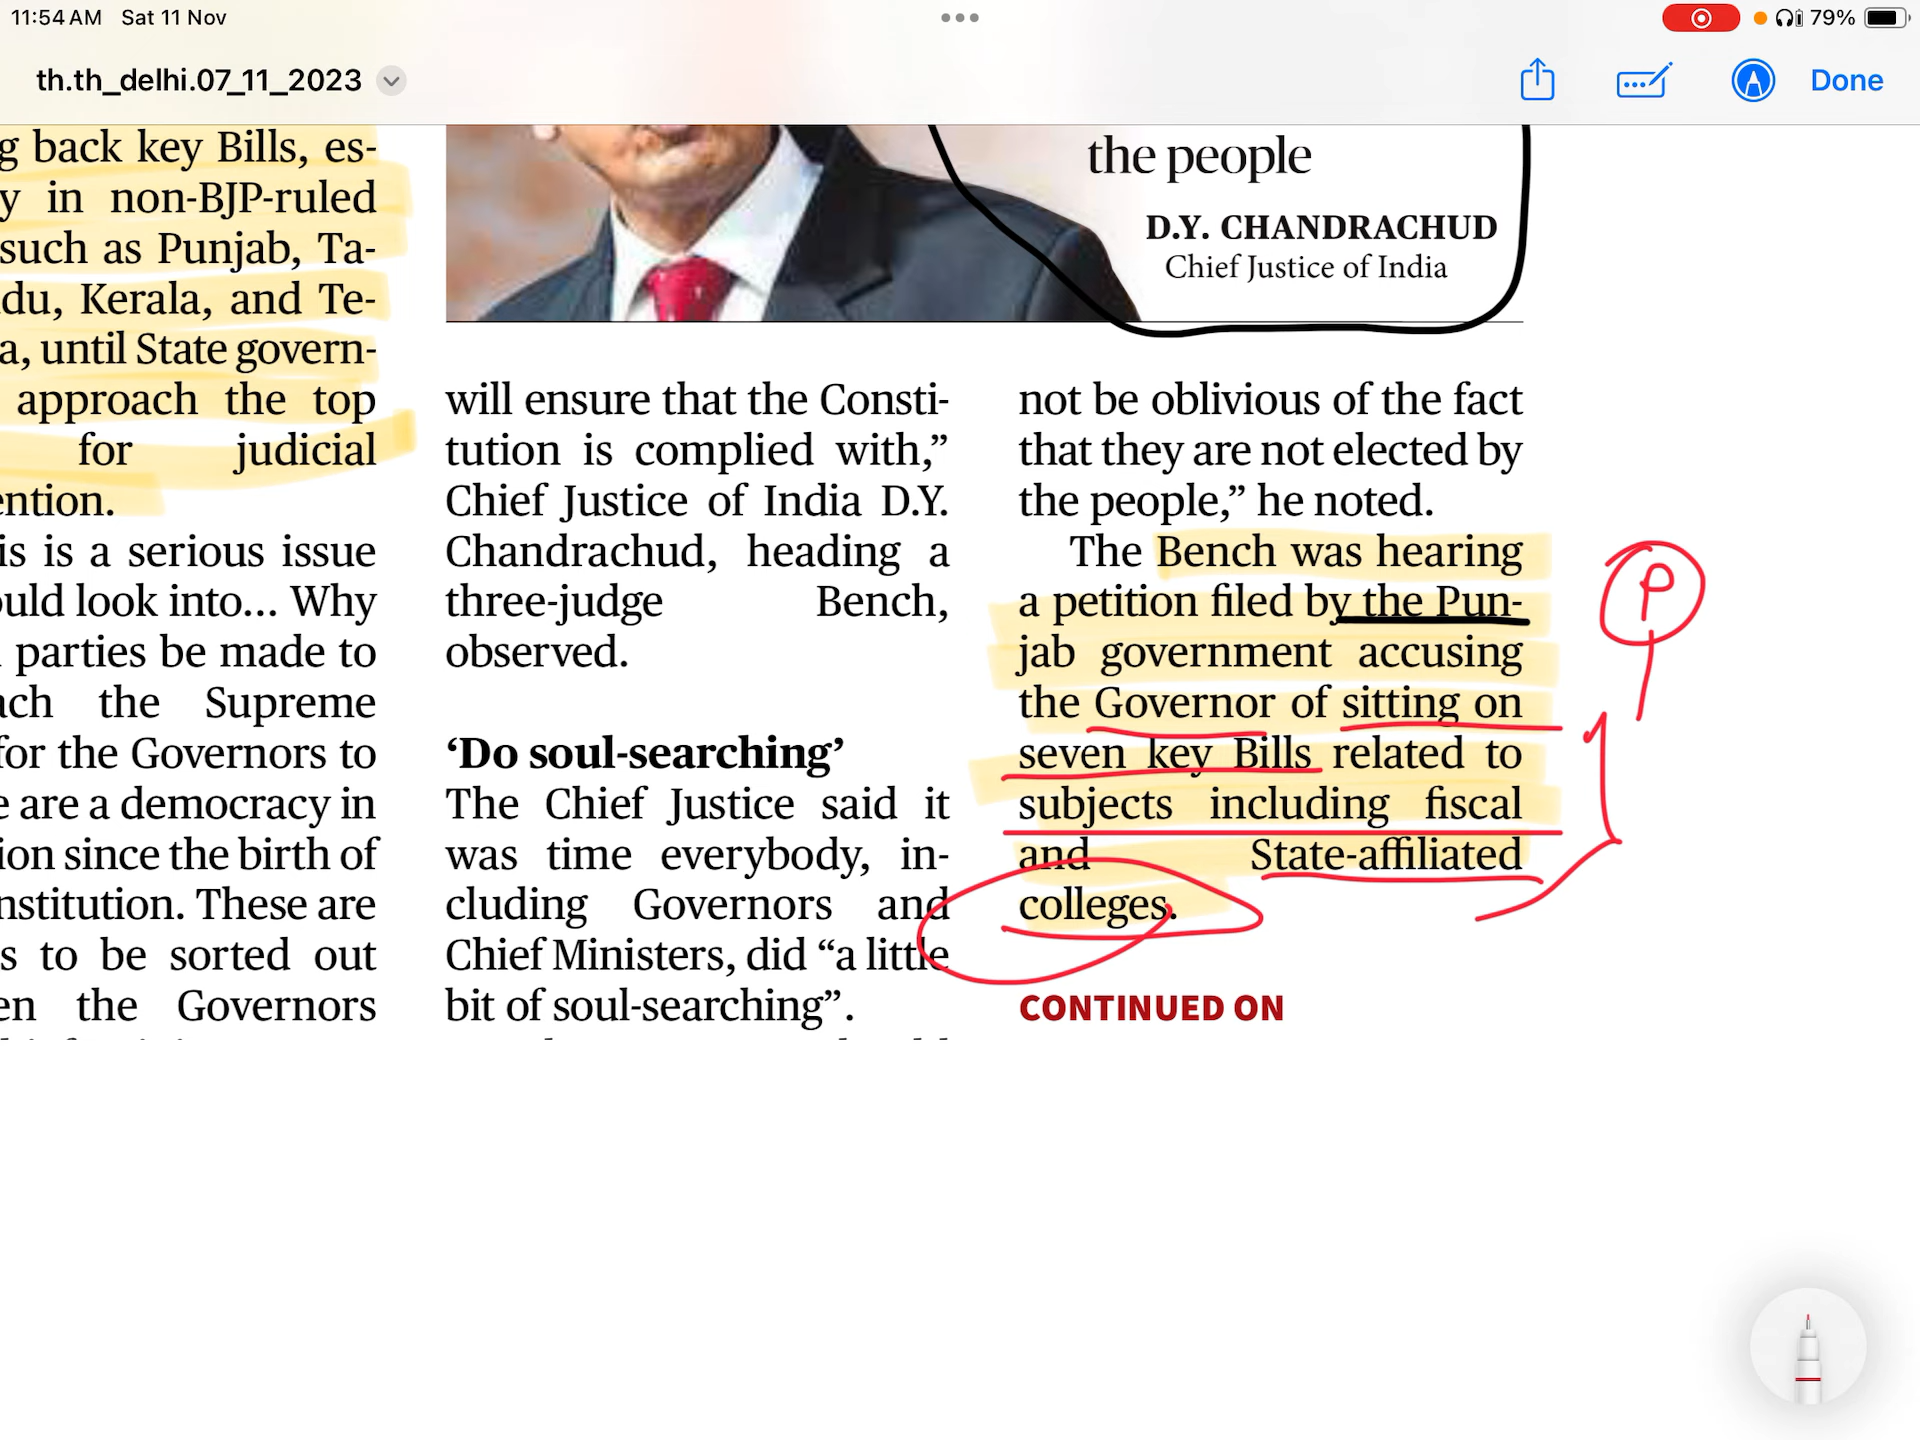 11:54 AM Sat 11 Nov
79%
th.th_delhi.07_11_2023
Done
g back key Bills, es-
y in non-BJP-ruled
such as Punjab, Ta-
du, Kerala, and Te-
a, until State govern-
approach the top
for judicial
ention.
is is a serious issue
ould look into... Why
parties be made to
ach the Supreme
for the Governors to
e are a democracy in
ion since the birth of
nstitution. These are
s to be sorted out
en the Governors
the people
D.Y. CHANDRACHUD
Chief Justice of India
will ensure that the Consti-
tution is complied with,”
Chief Justice of India D.Y.
Chandrachud, heading a
three-judge Bench,
observed.
‘Do soul-searching’
The Chief Justice said it
was time everybody, in-
cluding Governors and
Chief Ministers, did “a little
bit of soul-searching”.
not be oblivious of the fact
that they are not elected by
the people,” he noted.
The Bench was hearing
a petition filed by the Pun-
jab government accusing
the Governor of sitting on
seven key Bills related to
subjects including fiscal
and State-affiliated
colleges.
CONTINUED ON
P